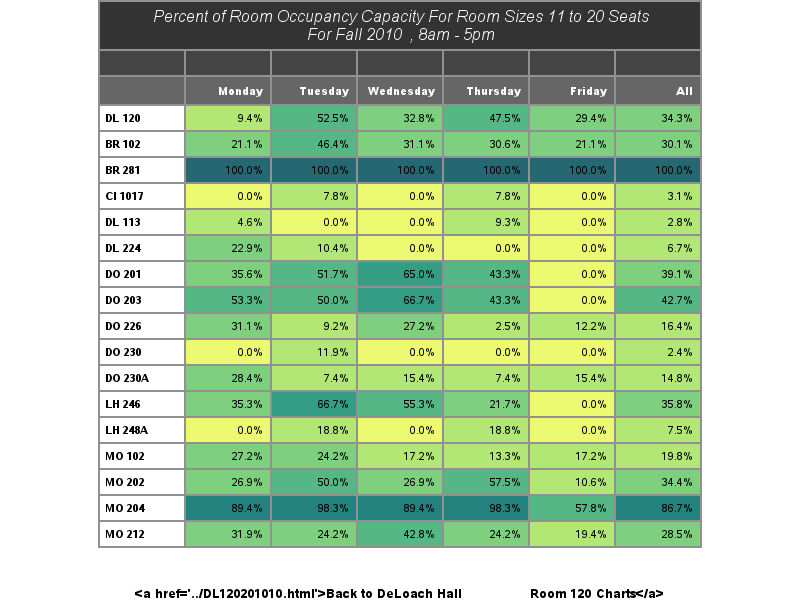 Percent of Room Occupancy Capacity For Room Sizes 11 to 20 Seats
For Fall 2010 , 8am - 5pm
Monday Tuesday Wednesday Thursday Friday All
DL 120 9.4% 52.5% 32.8% 47.5% 29.4% 34.3%
BR 102 21.1% 46.4% 31.1% 30.6% 21.1% 30.1%
BR 281 100.0% 100.0% 100.0% 100.0% 100.0% 100.0%
CI 1017 0.0% 7.8% 0.0% 7.8% 0.0% 3.1%
DL 113 4.6% 0.0% 0.0% 9.3% 0.0% 2.8%
DL 224 22.9% 10.4% 0.0% 0.0% 0.0% 6.7%
DO 201 35.6% 51.7% 65.0% 43.3% 0.0% 39.1%
DO 203 53.3% 50.0% 66.7% 43.3% 0.0% 42.7%
DO 226 31.1% 9.2% 27.2% 2.5% 12.2% 16.4%
DO 230 0.0% 11.9% 0.0% 0.0% 0.0% 2.4%
DO 230A 28.4% 7.4% 15.4% 7.4% 15.4% 14.8%
LH 246 35.3% 66.7% 55.3% 21.7% 0.0% 35.8%
LH 248A 0.0% 18.8% 0.0% 18.8% 0.0% 7.5%
MO 102 27.2% 24.2% 17.2% 13.3% 17.2% 19.8%
MO 202 26.9% 50.0% 26.9% 57.5% 10.6% 34.4%
MO 204 89.4% 98.3% 89.4% 98.3% 57.8% 86.7%
MO 212 31.9% 24.2% 42.8% 24.2% 19.4% 28.5%
<a href='../DL120201010.html'>Back to DeLoach Hall Room 120 Charts</a>